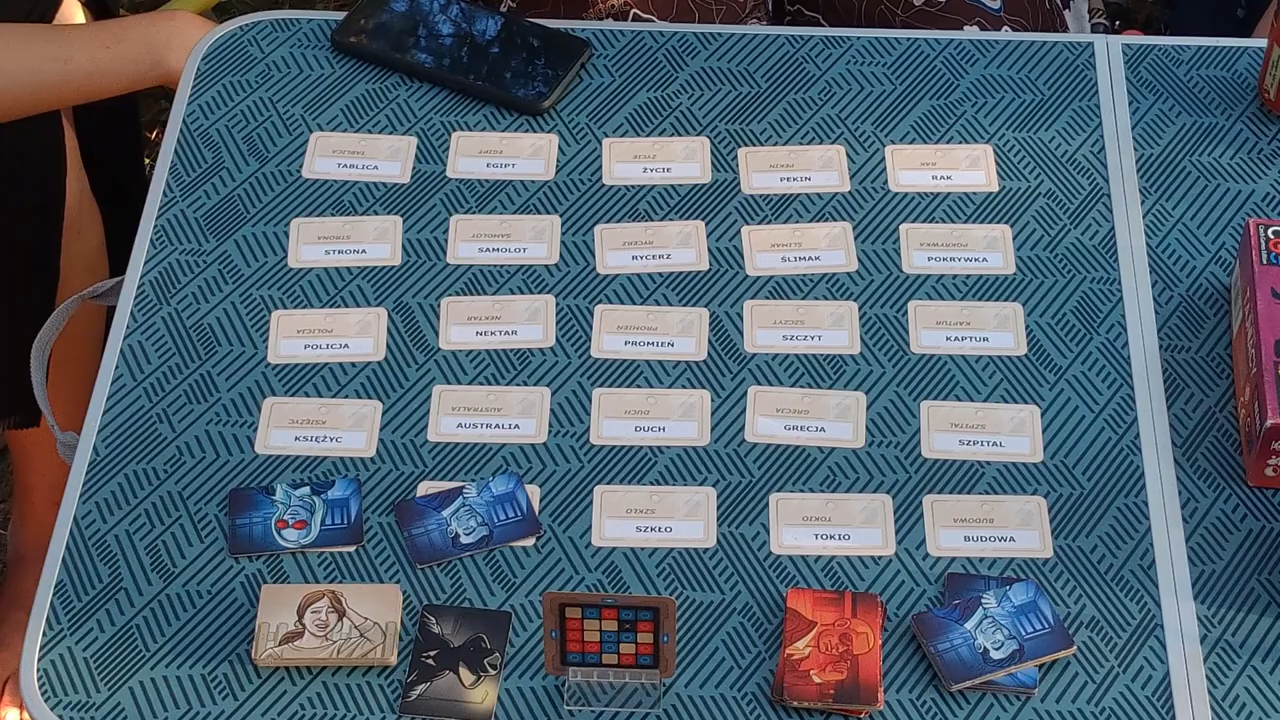 TABLICA
TABLICA
EGIPT
EGIPT
ŻYCIE
ŻYCIE
PEKIN
PEKIN
RAK
RAK
STRONA
STRONA
SAMOLOT
SAMOLOT
RYCERZ
RYCERZ
ŚLIMAK
ŚLIMAK
POKRYWKA
POKRYWKA
POLICJA
POLICJA
NEKTAR
NEKTAR
PROMIEŃ
PROMIEŃ
SZCZYT
SZCZYT
KAPTUR
KAPTUR
KSIĘŻYC
KSIĘŻYC
AUSTRALIA
AUSTRALIA
DUCH
DUCH
GRECJA
GRECJA
SZPITAL
SZPITAL
SZKŁO
SZKŁO
TOKIO
TOKIO
BUDOWA
BUDOWA